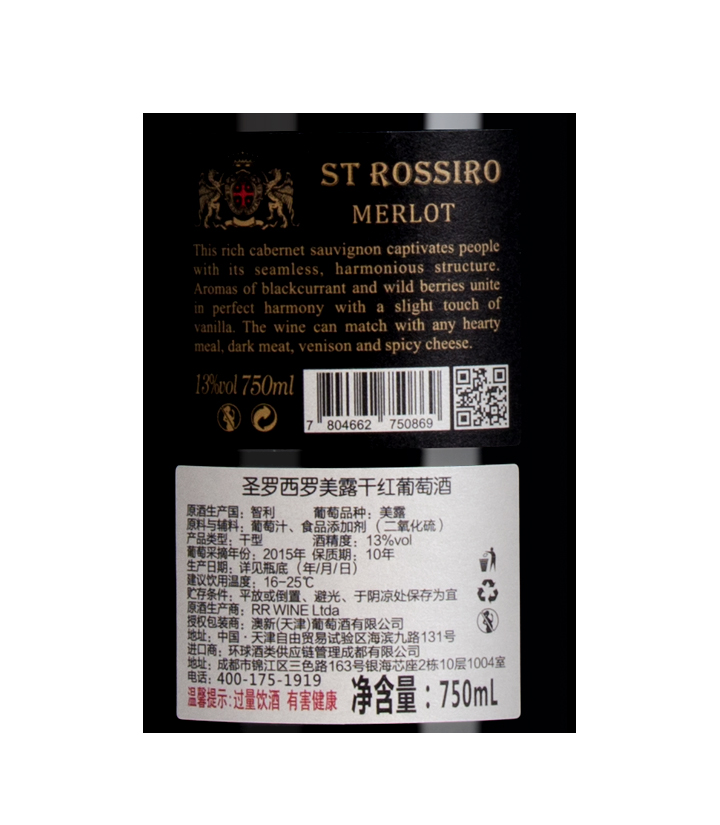 ST ROSSIRO
MERLOT
This rich cabernet sauvignon captivates people
with its seamless, harmonious structure.
Aromas of blackcurrant and wild berries unite
in perfect harmony with a slight touch of
vanilla. The wine can match with any hearty
meal, dark meat, venison and spicy cheese.
13%vol 750ml
7 804662 750869
圣罗西罗美露干红葡萄酒
原酒生产国：智利 葡萄品种：美露
原料与辅料：葡萄汁、食品添加剂（二氧化硫）
产品类型：干型 酒精度：13%vol
葡萄采摘年份：2015年 保质期：10年
生产日期：详见瓶底（年/月/日）
建议饮用温度：16-25℃
贮存条件：平放或倒置、避光、于阴凉处保存为宜
原酒生产商：RR WINE Ltda
授权包装商：澳新(天津)葡萄酒有限公司
地址：中国·天津自由贸易试验区海滨九路131号
进口商：环球酒类供应链管理成都有限公司
地址：成都市锦江区三色路163号银海芯座2栋10层1004室
电话：400-175-1919
温馨提示：过量饮酒 有害健康
净含量：750mL